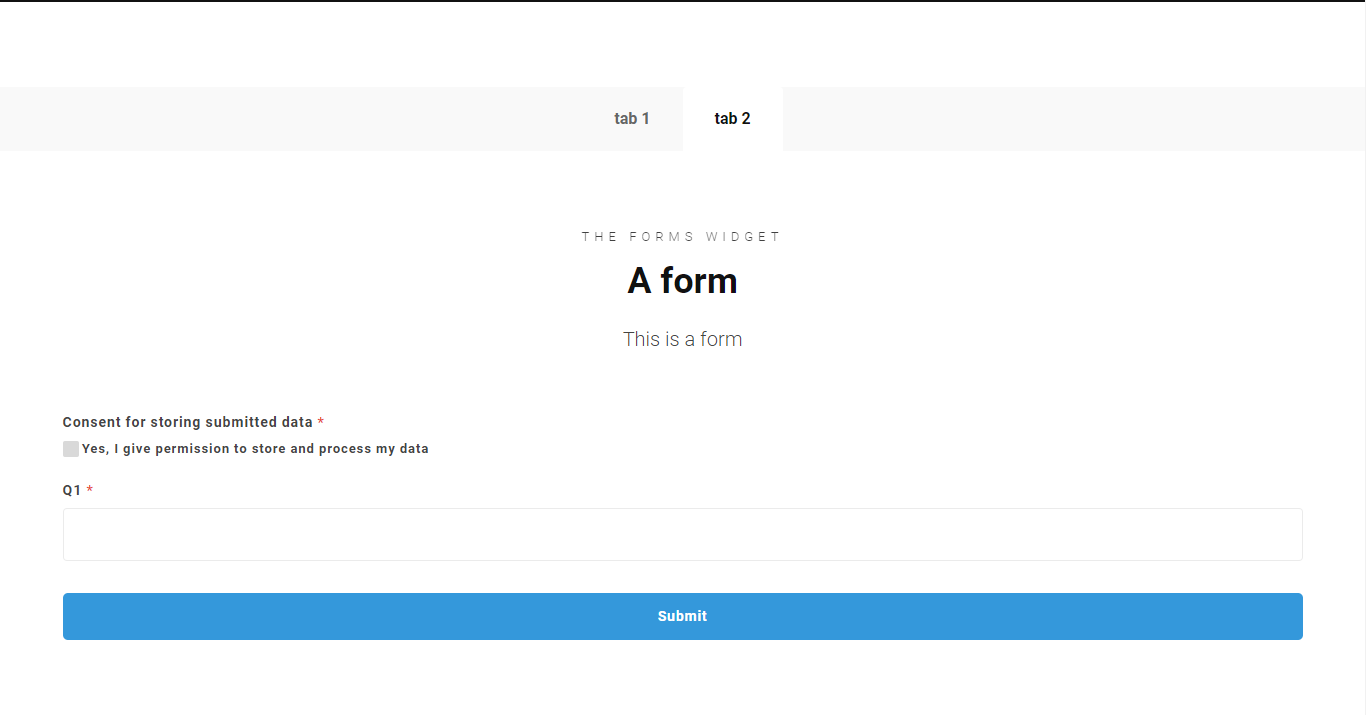 tab 1 tab 2
THE FORMS WIDGET
A form
This is a form
Consent for storing submitted data *
Yes, I give permission to store and process my data
Q1 *
Submit